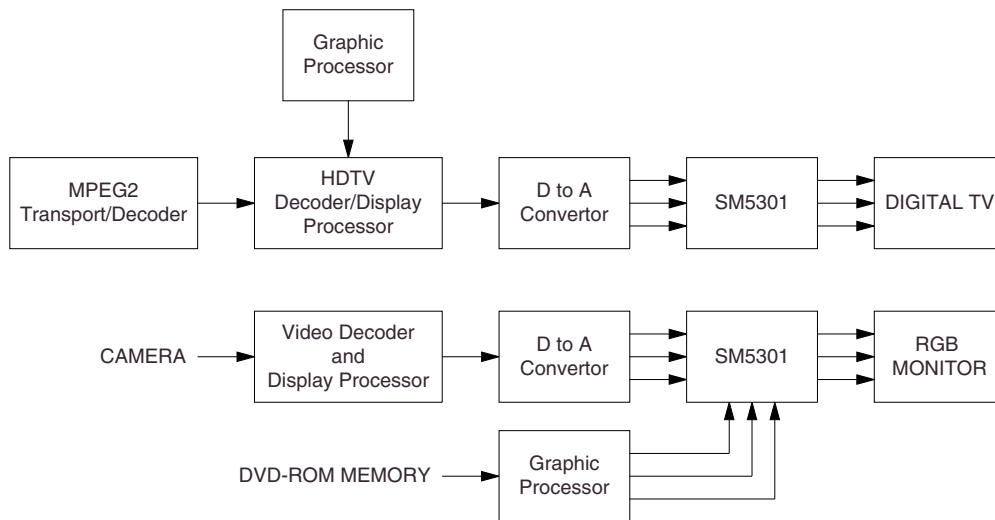 Graphic
Processor
MPEG2
Transport/Decoder
HDTV
Decoder/Display
Processor
D to A
Convertor
SM5301
DIGITAL TV
CAMERA
Video Decoder
and
Display Processor
D to A
Convertor
SM5301
RGB
MONITOR
DVD-ROM MEMORY
Graphic
Processor